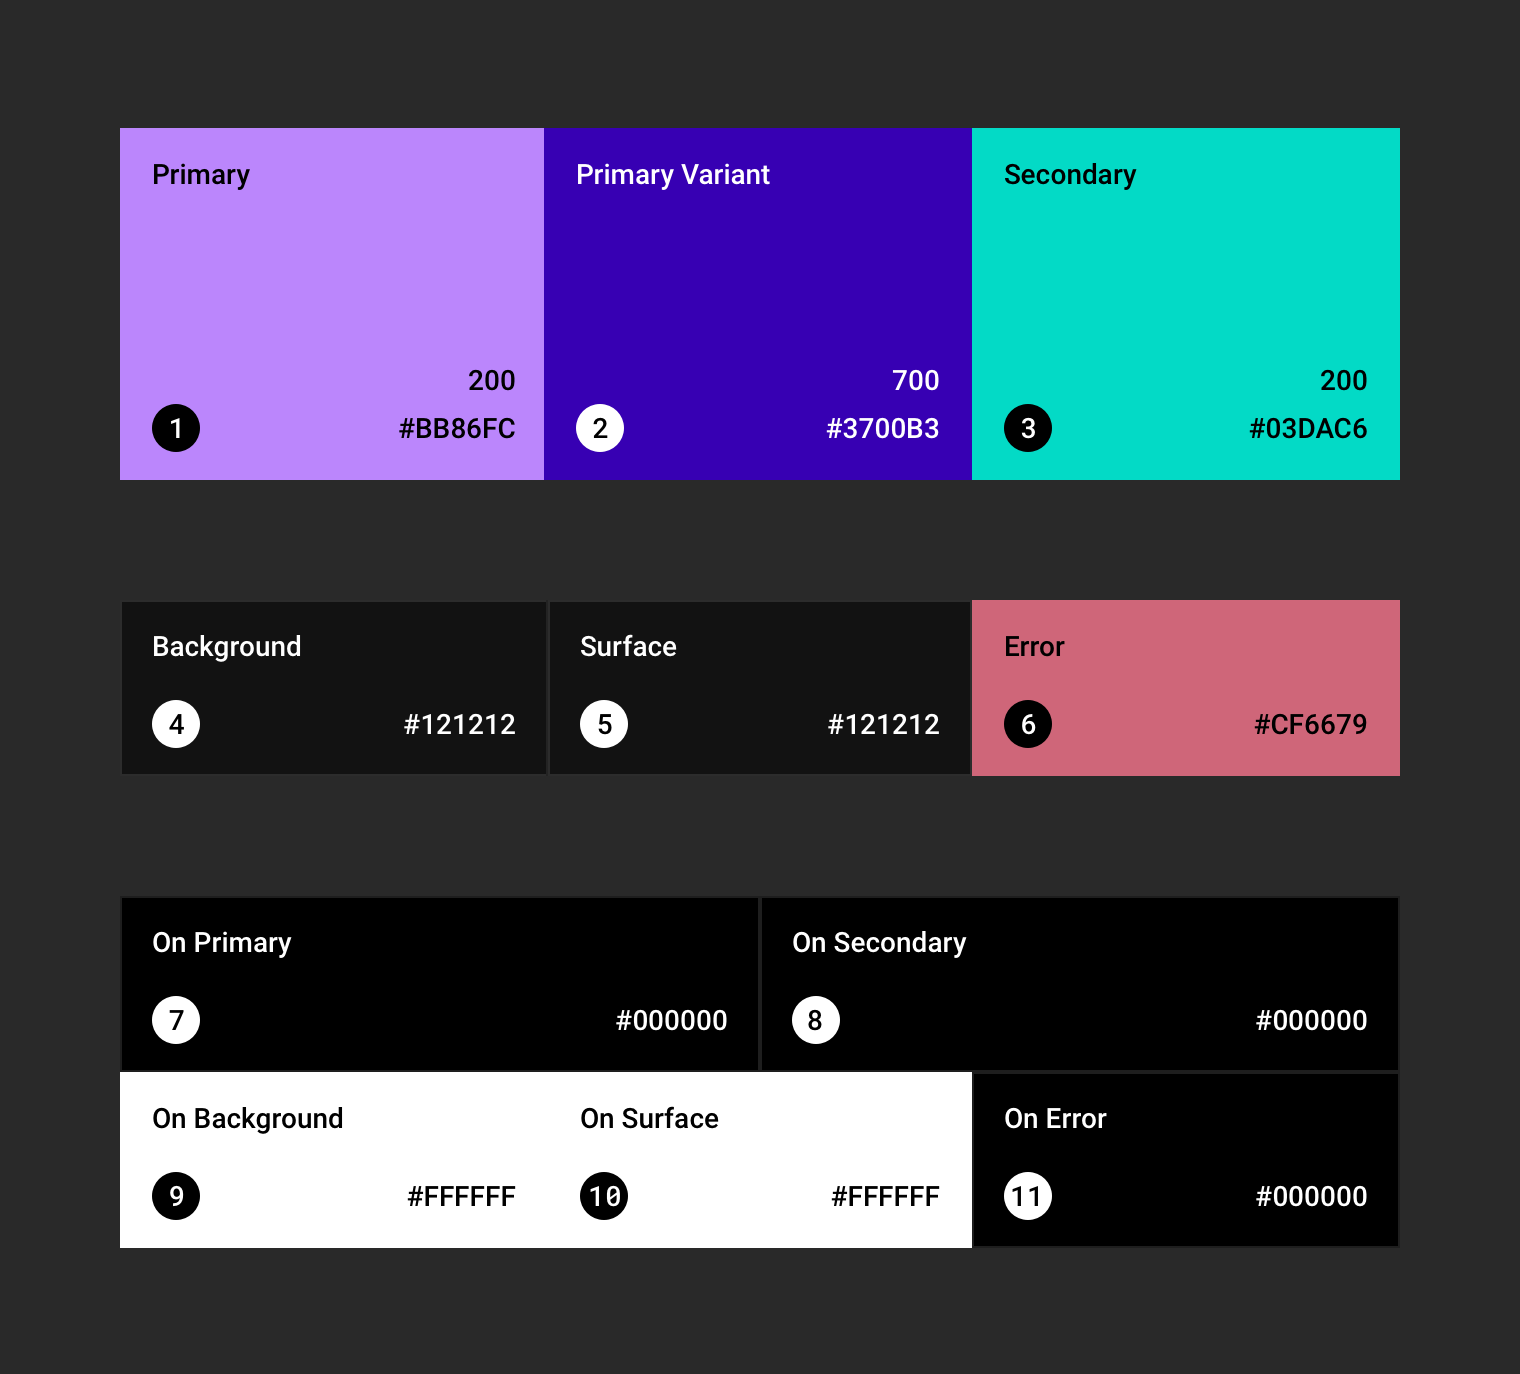 Primary
200
1
#BB86FC
Primary Variant
700
2
#3700B3
Secondary
200
3
#03DAC6
Background
4
#121212
Surface
5
#121212
Error
6
#CF6679
On Primary
7
#000000
On Secondary
8
#000000
On Background
9
#FFFFFF
On Surface
10
#FFFFFF
On Error
11
#000000